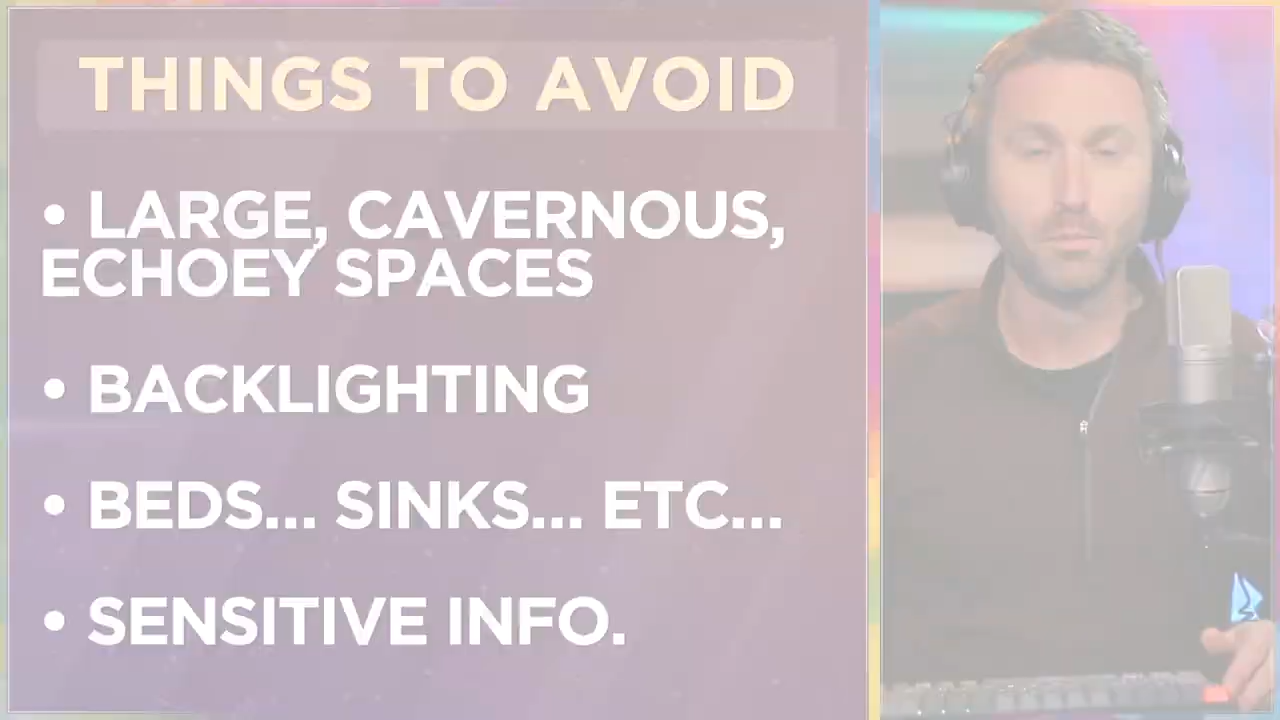 THINGS TO AVOID
• LARGE, CAVERNOUS,
ECHOEY SPACES
• BACKLIGHTING
• BEDS... SINKS... ETC...
• SENSITIVE INFO.